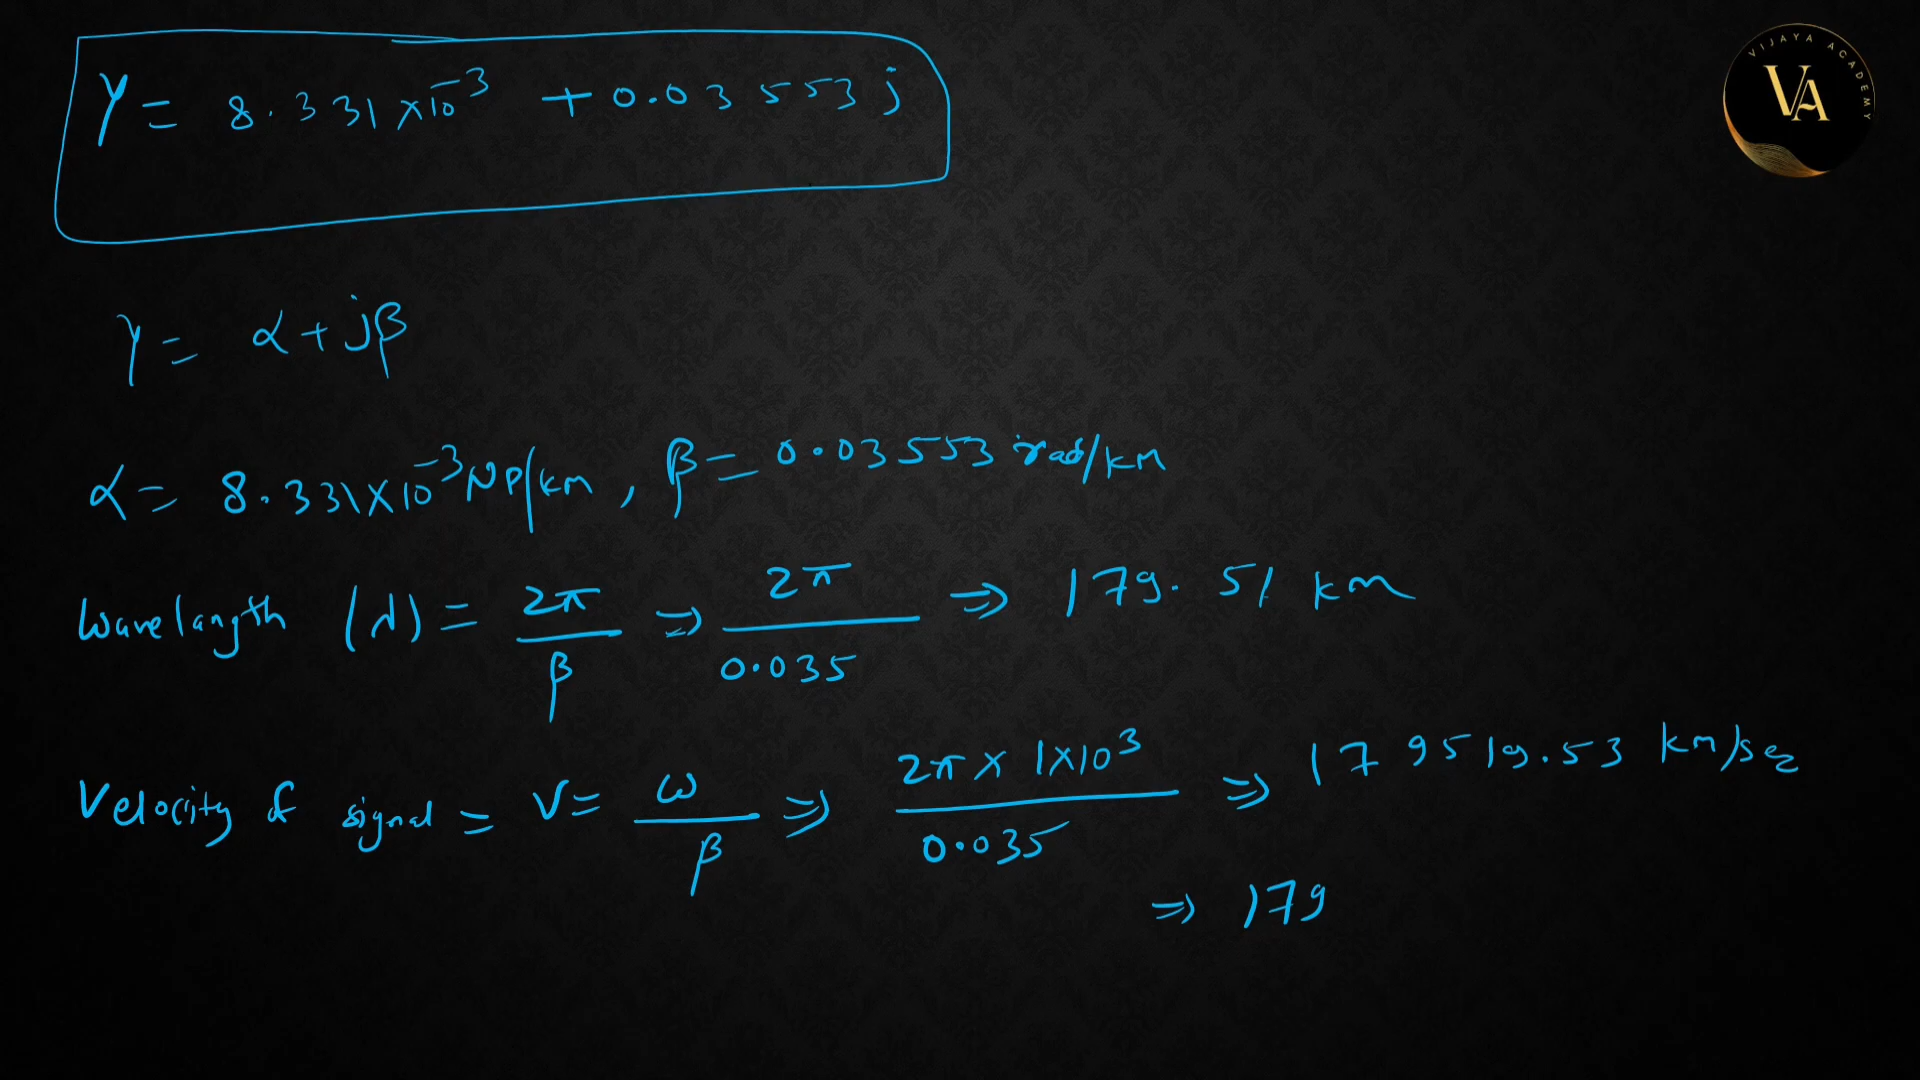 γ = 8.331×10⁻³ + 0.03553j
γ = α + jβ
α = 8.331×10⁻³ NP/km, β = 0.03553 rad/km
Wavelangth (λ) = 2π/β ⇒ 2π/0.035 ⇒ 179.51 km
Velocity of signal = V = ω/β ⇒ 2π×1×10³/0.035 ⇒ 179519.53 km/sec
⇒ 179
VIJAYA ACADEMY
VA